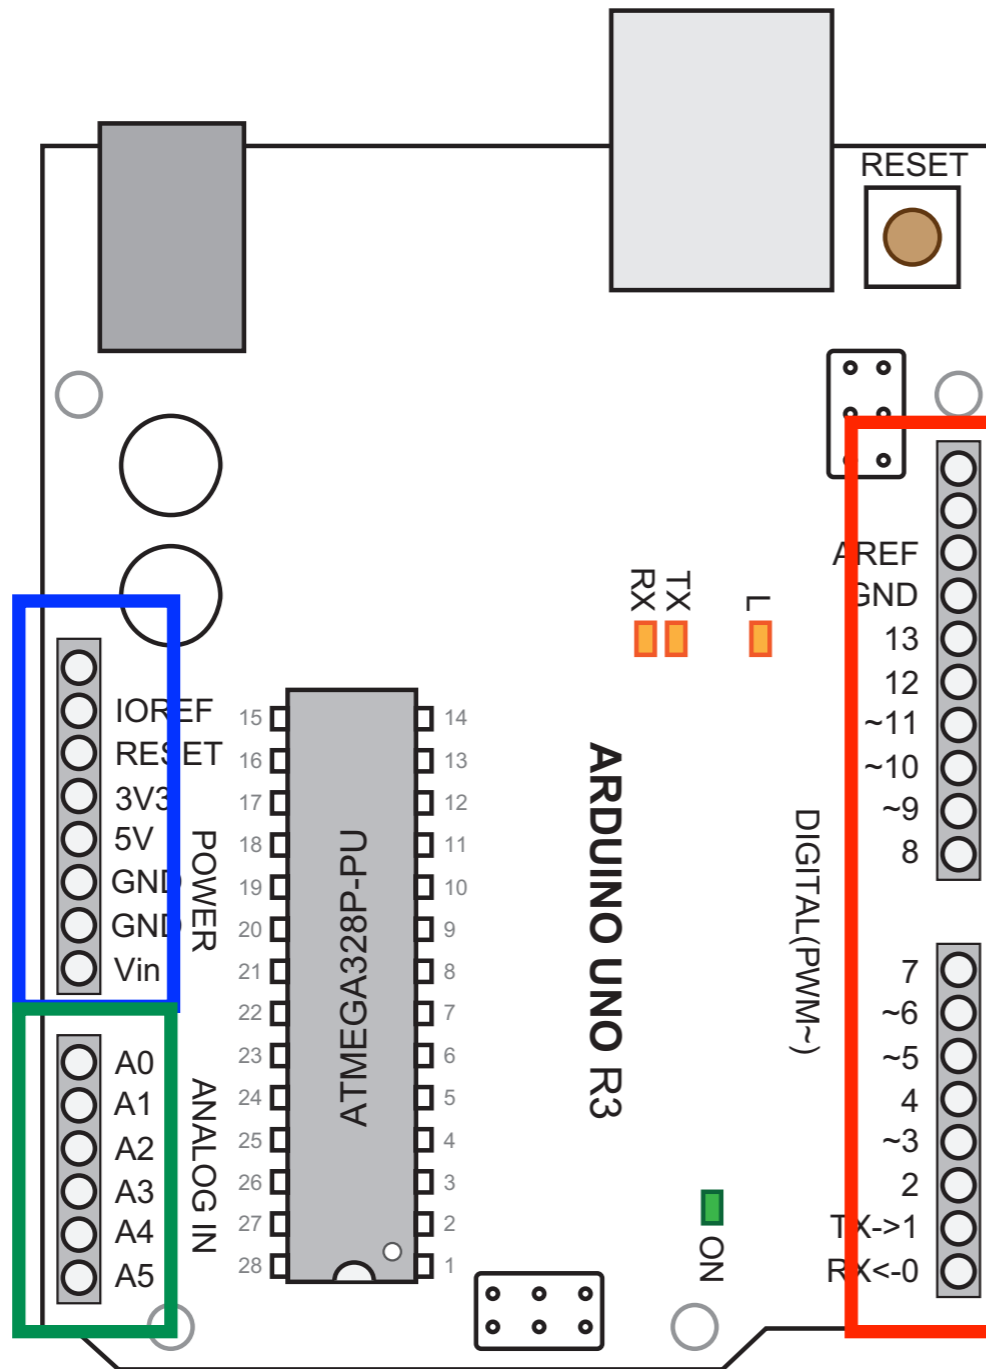 RESET
RX
TX
L
AREF
GND
13
12
~11
~10
~9
8
7
~6
~5
4
~3
2
TX->1
RX<-0
DIGITAL(PWM~)
IOREF
RESET
3V3
5V
GND
GND
Vin
POWER
A0
A1
A2
A3
A4
A5
ANALOG IN
15
16
17
18
19
20
21
22
23
24
25
26
27
28
ATMEGA328P-PU
14
13
12
11
10
9
8
7
6
5
4
3
2
1
ARDUINO UNO R3
ON